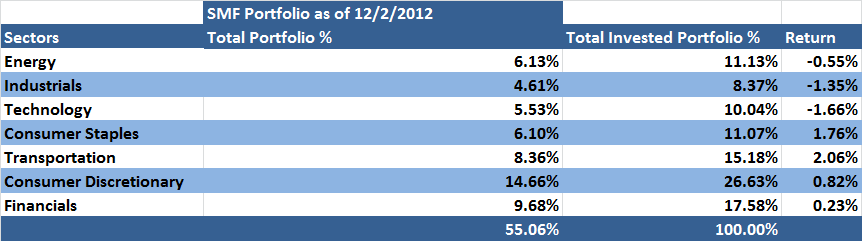 SMF Portfolio as of 12/2/2012
Sectors Total Portfolio % Total Invested Portfolio % Return
Energy 6.13% 11.13% -0.55%
Industrials 4.61% 8.37% -1.35%
Technology 5.53% 10.04% -1.66%
Consumer Staples 6.10% 11.07% 1.76%
Transportation 8.36% 15.18% 2.06%
Consumer Discretionary 14.66% 26.63% 0.82%
Financials 9.68% 17.58% 0.23%
55.06% 100.00%